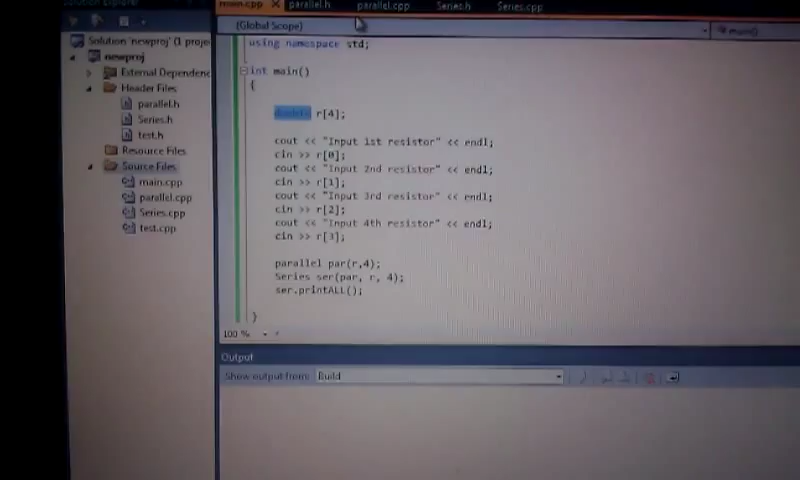 Solution Explorer
main.cpp
parallel.h
parallel.cpp
Series.h
Series.cpp
(Global Scope)
main()
Solution 'newproj' (1 proje
newproj
External Dependenc
Header Files
parallel.h
Series.h
test.h
Resource Files
Source Files
main.cpp
parallel.cpp
Series.cpp
test.cpp
using namespace std;
int main()
{
double r[4];
cout << "Input 1st resistor" << endl;
cin >> r[0];
cout << "Input 2nd resistor" << endl;
cin >> r[1];
cout << "Input 3rd resistor" << endl;
cin >> r[2];
cout << "Input 4th resistor" << endl;
cin >> r[3];
parallel par(r,4);
Series ser(par, r, 4);
ser.printALL();
}
100 %
Output
Show output from: Build